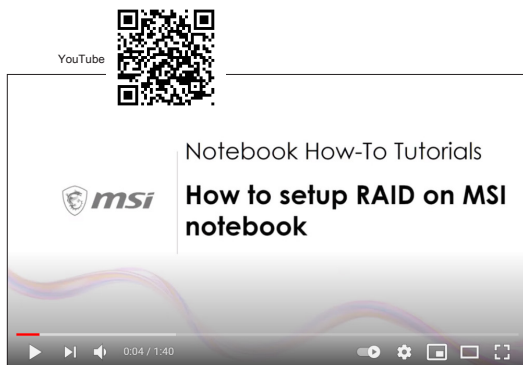 YouTube
Notebook How-To Tutorials
msi
How to setup RAID on MSI
notebook
0:04 / 1:40